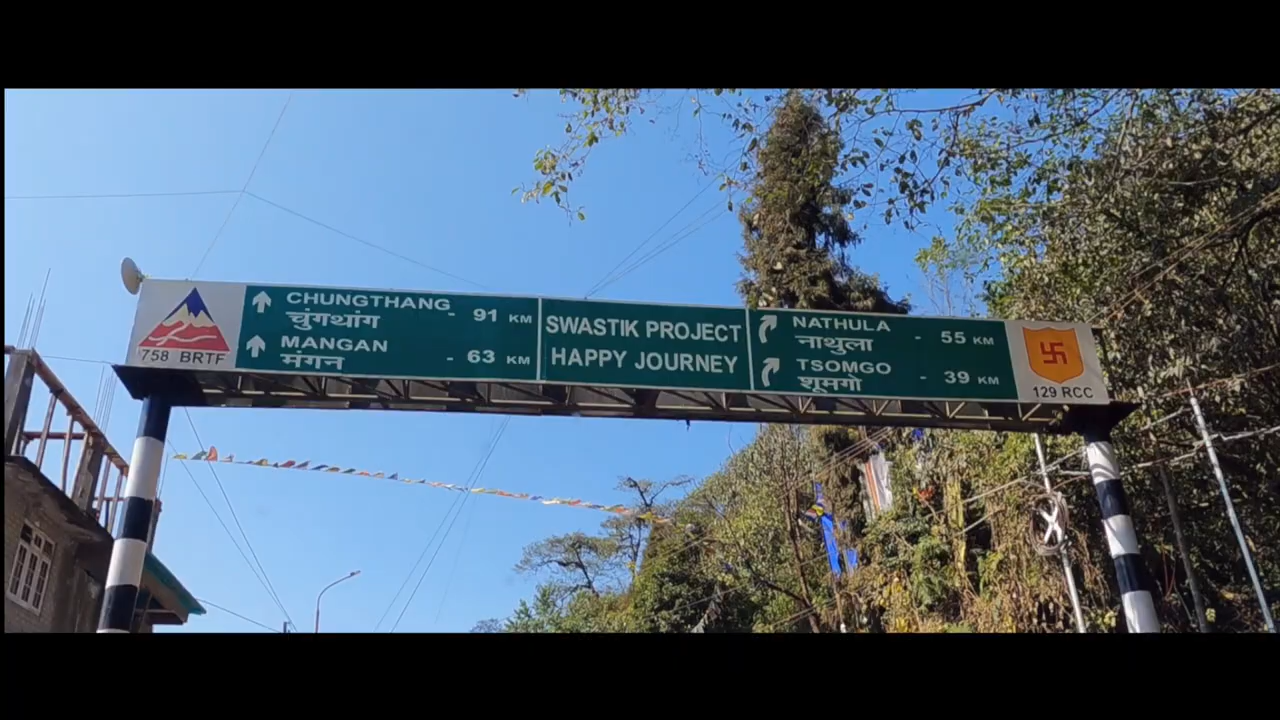 758 BRTF
CHUNGTHANG - 91 KM
चुंगथांग
MANGAN - 63 KM
मंगन
SWASTIK PROJECT
HAPPY JOURNEY
NATHULA - 55 KM
नाथुला
TSOMGO - 39 KM
शूमगो
129 RCC